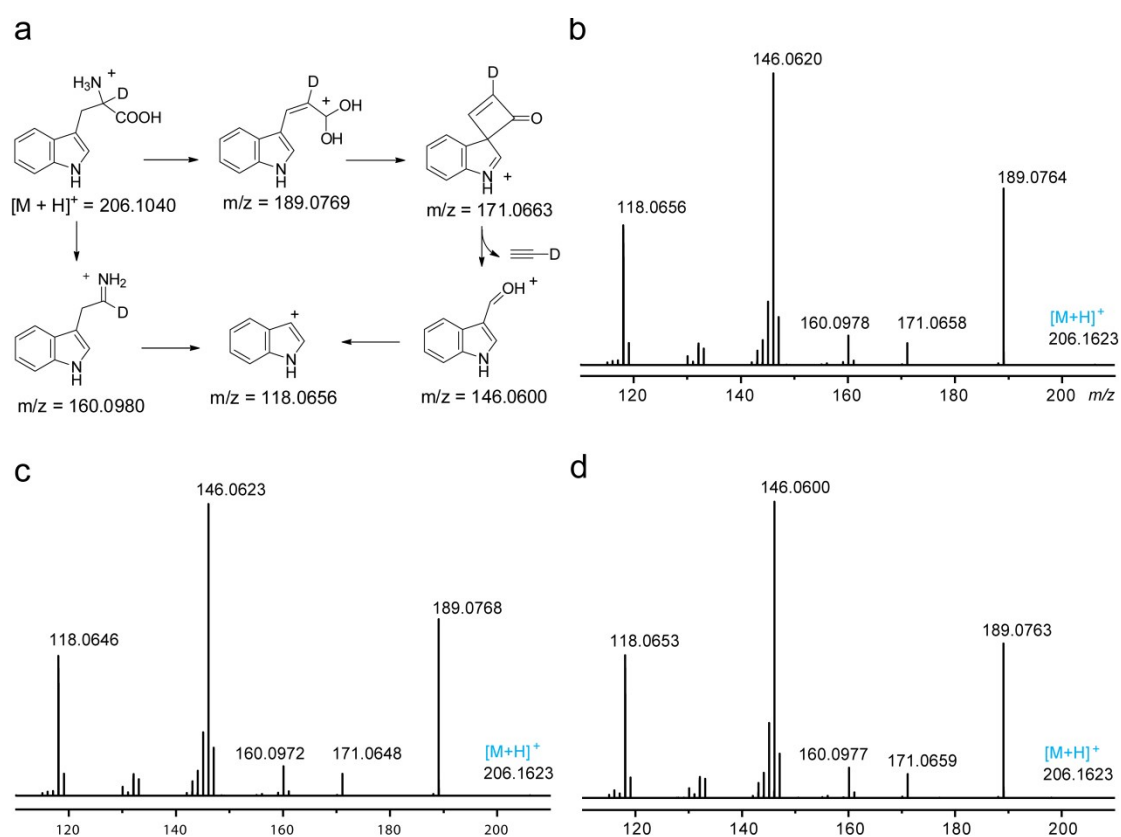 a
H₃N
+
D
COOH
N
H
[M + H]⁺ = 206.1040
D
+
OH
OH
N
H
m/z = 189.0769
D
O
N
H
+
m/z = 171.0663
D
+
NH₂
D
N
H
m/z = 160.0980
+
N
H
m/z = 118.0656
OH
+
N
H
m/z = 146.0600
b
146.0620
189.0764
118.0656
160.0978
171.0658
[M+H]⁺
206.1623
120
140
160
180
200
m/z
c
146.0623
189.0768
118.0646
160.0972
171.0648
[M+H]⁺
206.1623
120
140
160
180
200
d
146.0600
189.0763
118.0653
160.0977
171.0659
[M+H]⁺
206.1623
120
140
160
180
200